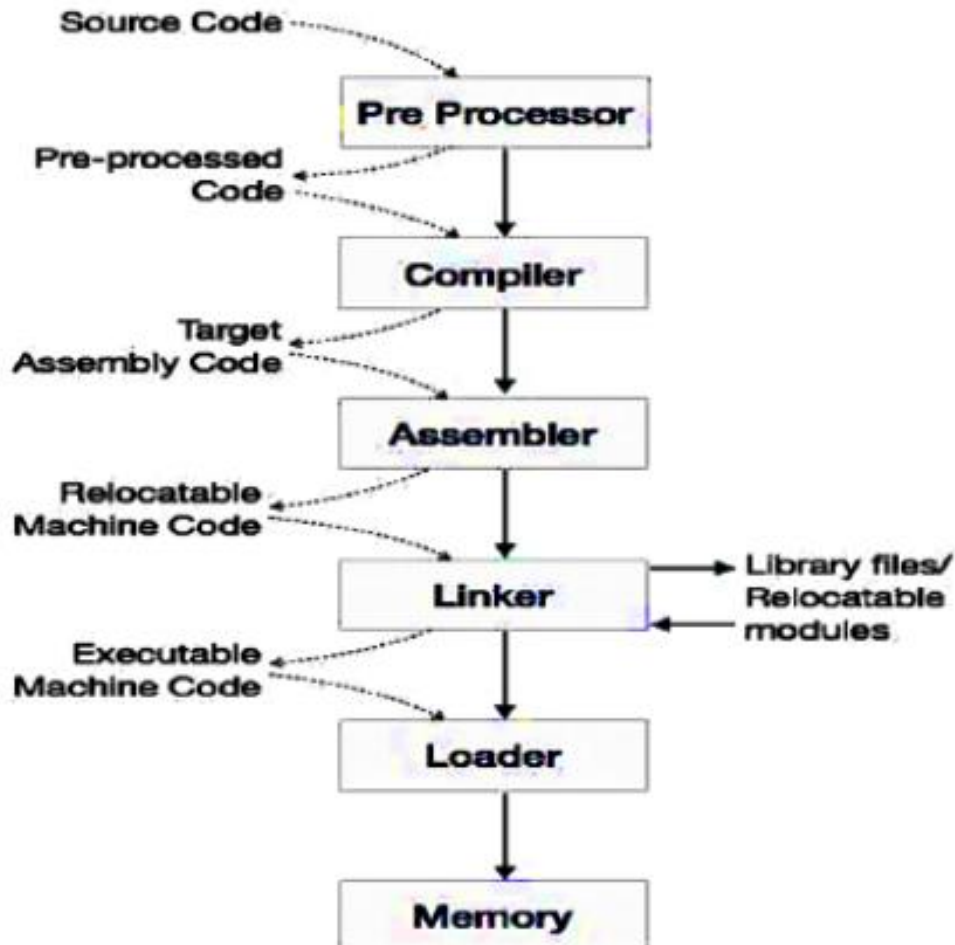 Source Code
Pre Processor
Pre-processed
Code
Compiler
Target
Assembly Code
Assembler
Relocatable
Machine Code
Linker
Library files/
Relocatable
modules
Executable
Machine Code
Loader
Memory